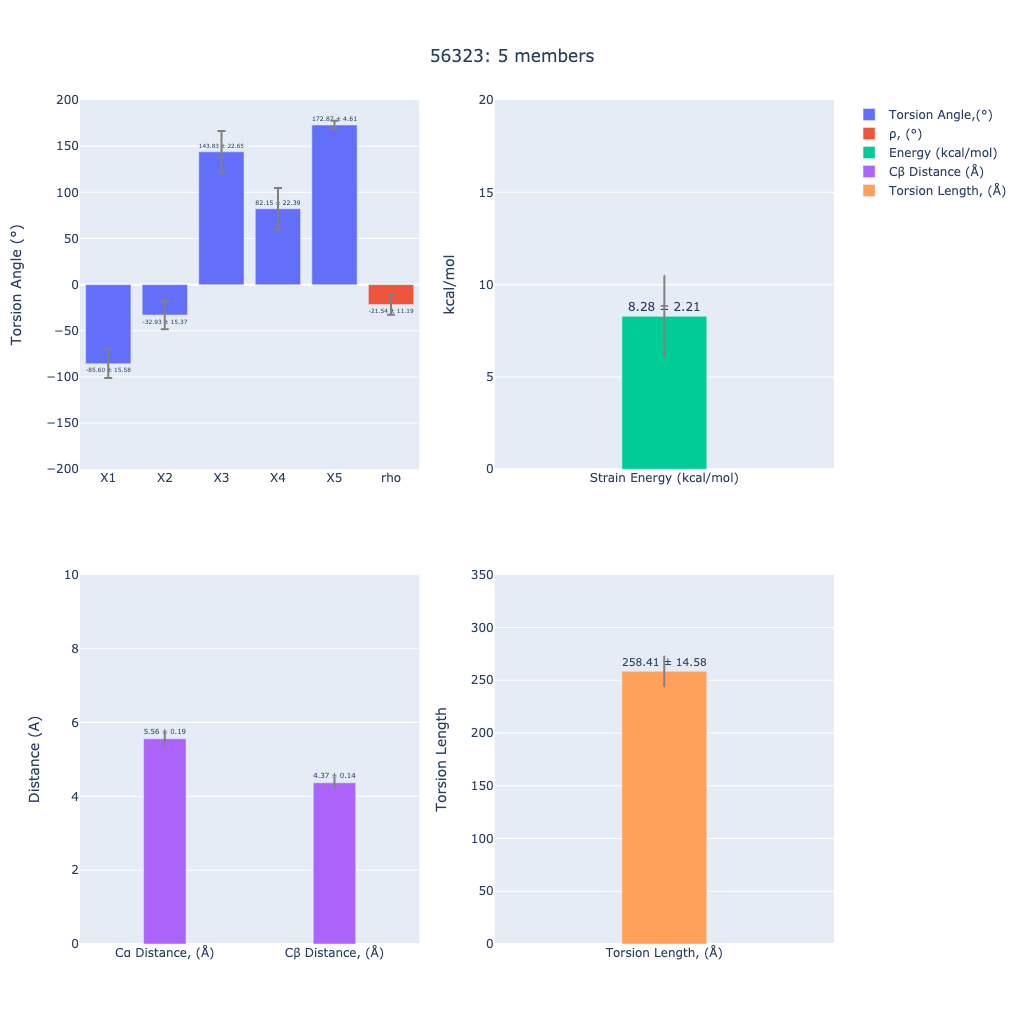 56323: 5 members
Torsion Angle (°)
200
150
100
50
0
−50
−100
−150
−200
-85.60 ± 15.58
-32.93 ± 15.37
143.83 ± 22.65
82.15 ± 22.39
172.82 ± 4.61
-21.54 ± 11.19
X1
X2
X3
X4
X5
rho
kcal/mol
20
15
10
5
0
8.28 ± 2.21
Strain Energy (kcal/mol)
Torsion Angle,(°)
ρ, (°)
Energy (kcal/mol)
Cβ Distance (Å)
Torsion Length, (Å)
Distance (A)
10
8
6
4
2
0
5.56 ± 0.19
4.37 ± 0.14
Cα Distance, (Å)
Cβ Distance, (Å)
Torsion Length
350
300
250
200
150
100
50
0
258.41 ± 14.58
Torsion Length, (Å)